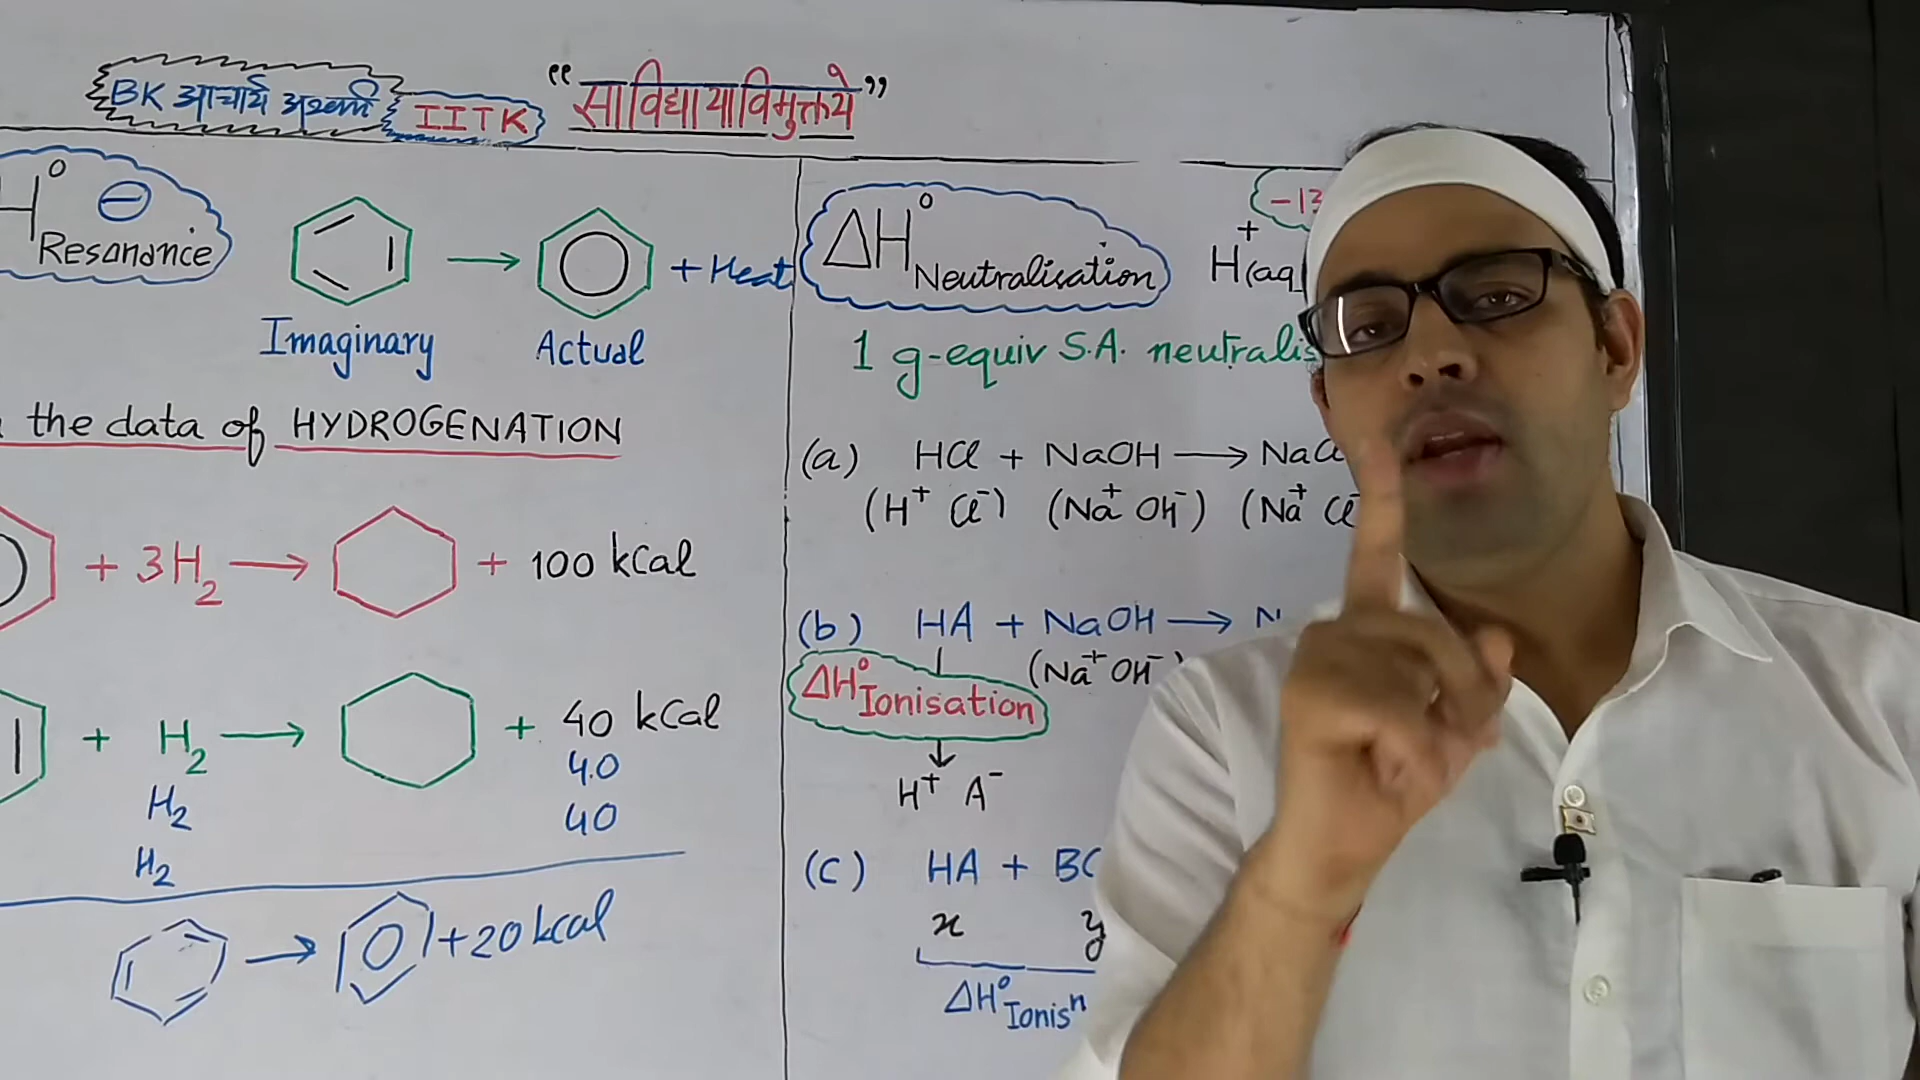 BK आचार्य अश्वनी IITK "सा विद्या या विमुक्तये"
H° ⊖ Resonance
→ + Heat
Imaginary Actual
the data of HYDROGENATION
+ 3H₂ → + 100 kCal
+ H₂ → + 40 kCal
H₂ 40
H₂ 40
→ + 20 kcal
ΔH° Neutralisation H⁺(aq) -13
1 g-equiv S.A. neutralis
(a) HCl + NaOH → NaCl
(H⁺ Cl⁻) (Na⁺ OH⁻) (Na⁺ Cl⁻
(b) HA + NaOH → N
ΔH° Ionisation (Na⁺ OH⁻)
↓
H⁺ A⁻
(c) HA +
x y
ΔH° Ionisⁿ